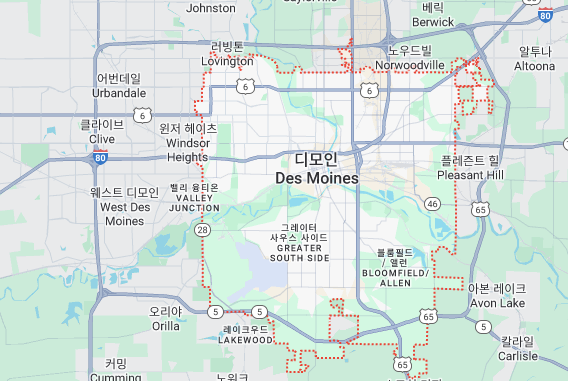 Johnston
베릭
Berwick
80
러빙톤
Lovington
노우드빌
Norwoodville
알투나
Altoona
어번데일
Urbandale
6
6
6
클라이브
Clive
윈저 헤이츠
Windsor
Heights
80
디모인
Des Moines
플레즌트 힐
Pleasant Hill
웨스트 디모인
West Des
Moines
밸리 융티온
VALLEY
JUNCTION
46
65
28
그레이터
사우스 사이드
GREATER
SOUTH SIDE
블룸필드
/ 앨런
BLOOMFIELD/
ALLEN
아본 레이크
Avon Lake
오리야
Orilla
5
5
65
5
레이크우드
LAKEWOOD
칼라일
Carlisle
커밍
Cumming
65
노워크